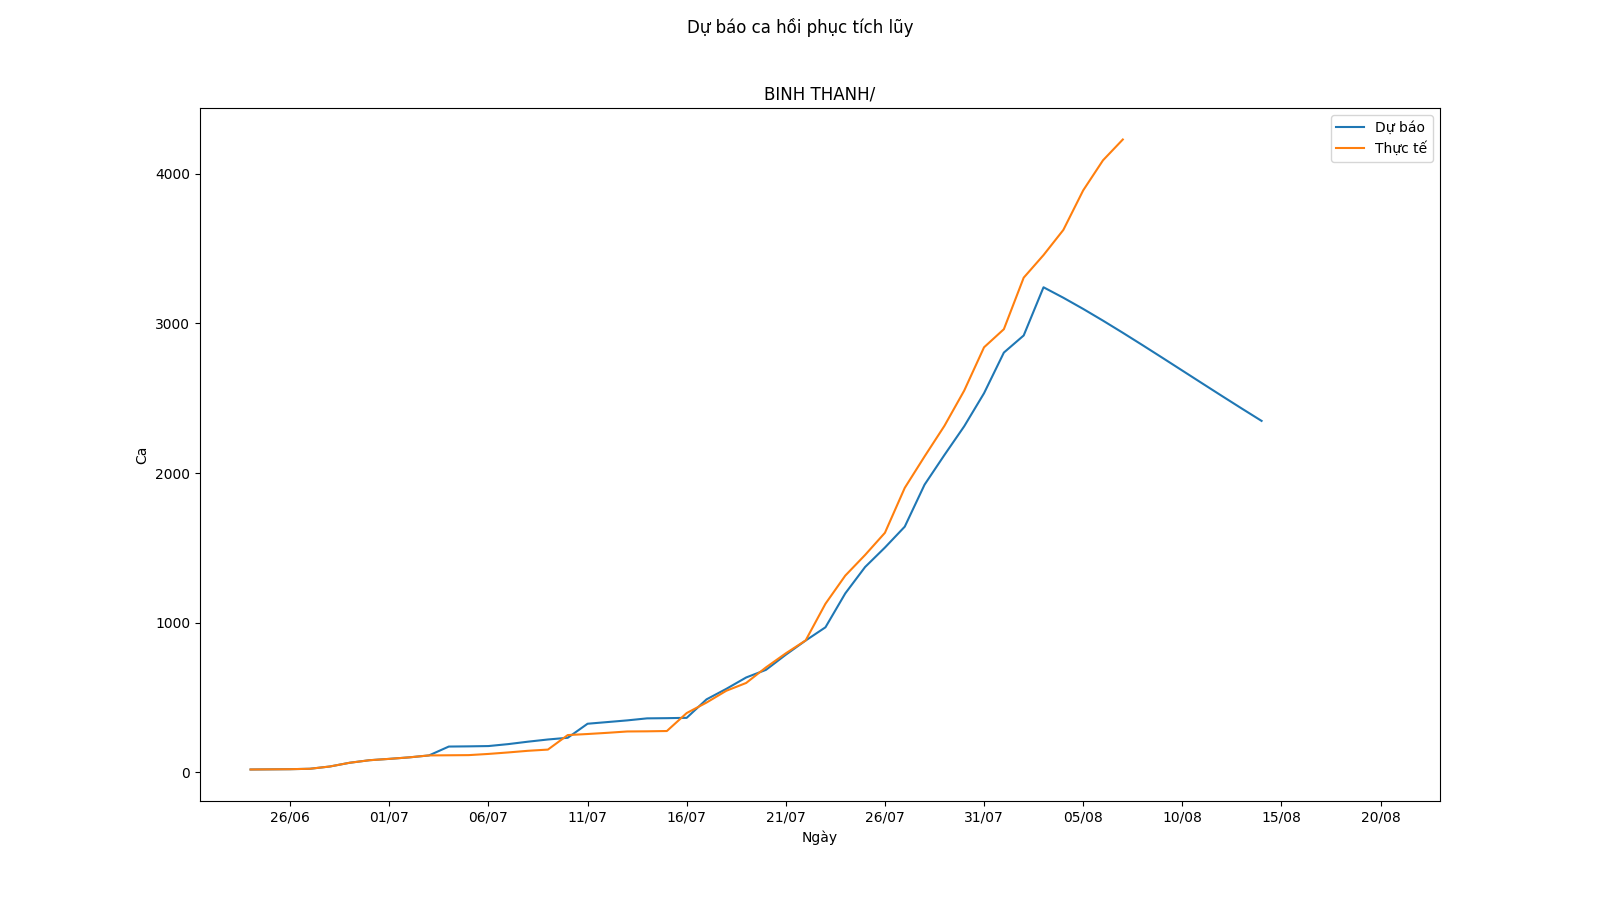 Dự báo ca hồi phục tích lũy
BINH THANH/
Dự báo
Thực tế
4000
3000
2000
1000
0
Ca
26/06 01/07 06/07 11/07 16/07 21/07 26/07 31/07 05/08 10/08 15/08 20/08
Ngày